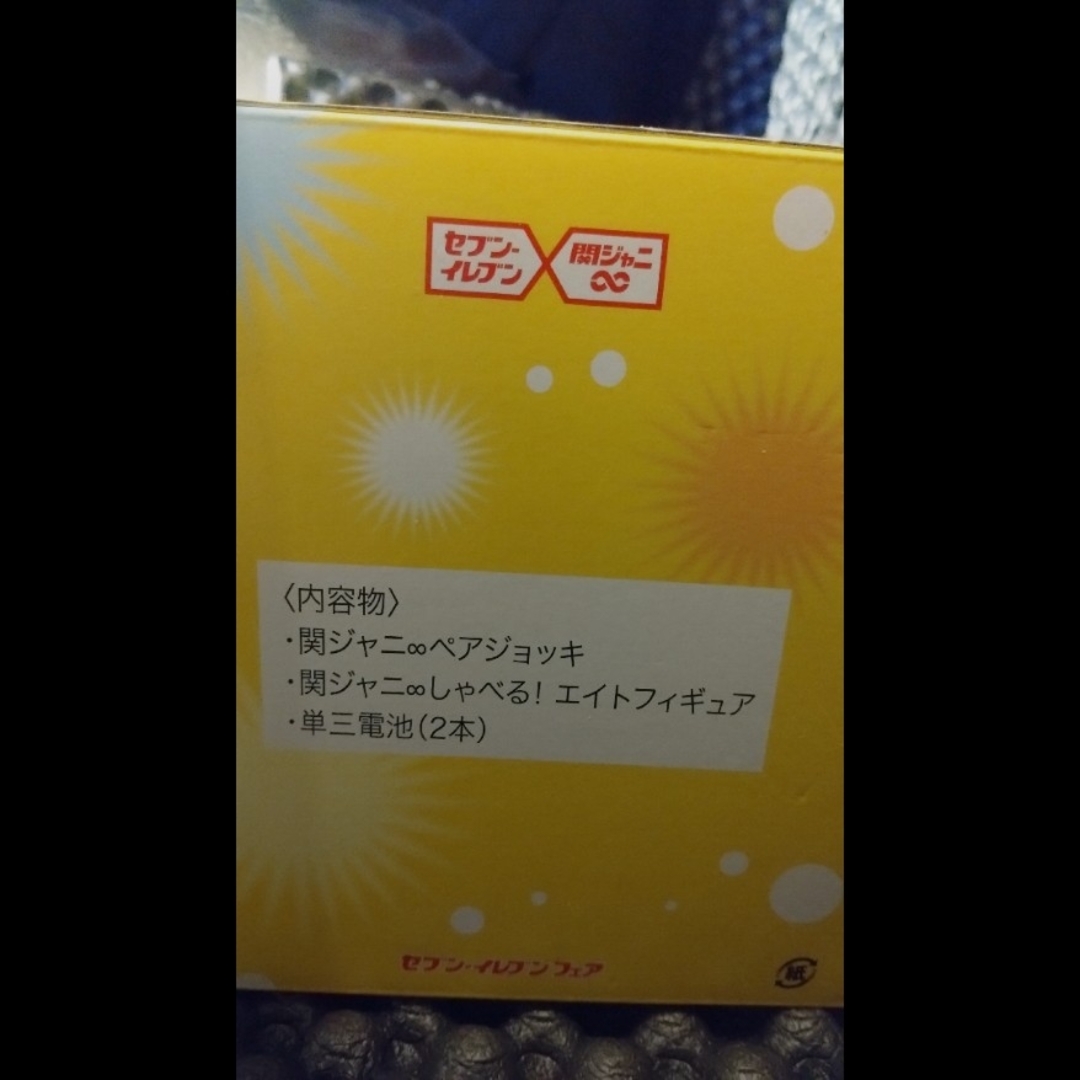 セブン-
イレブン
関ジャニ
∞
〈内容物〉
・関ジャニ∞ペアジョッキ
・関ジャニ∞しゃべる！エイトフィギュア
・単三電池（2本）
セブン-イレブンフェア
紙